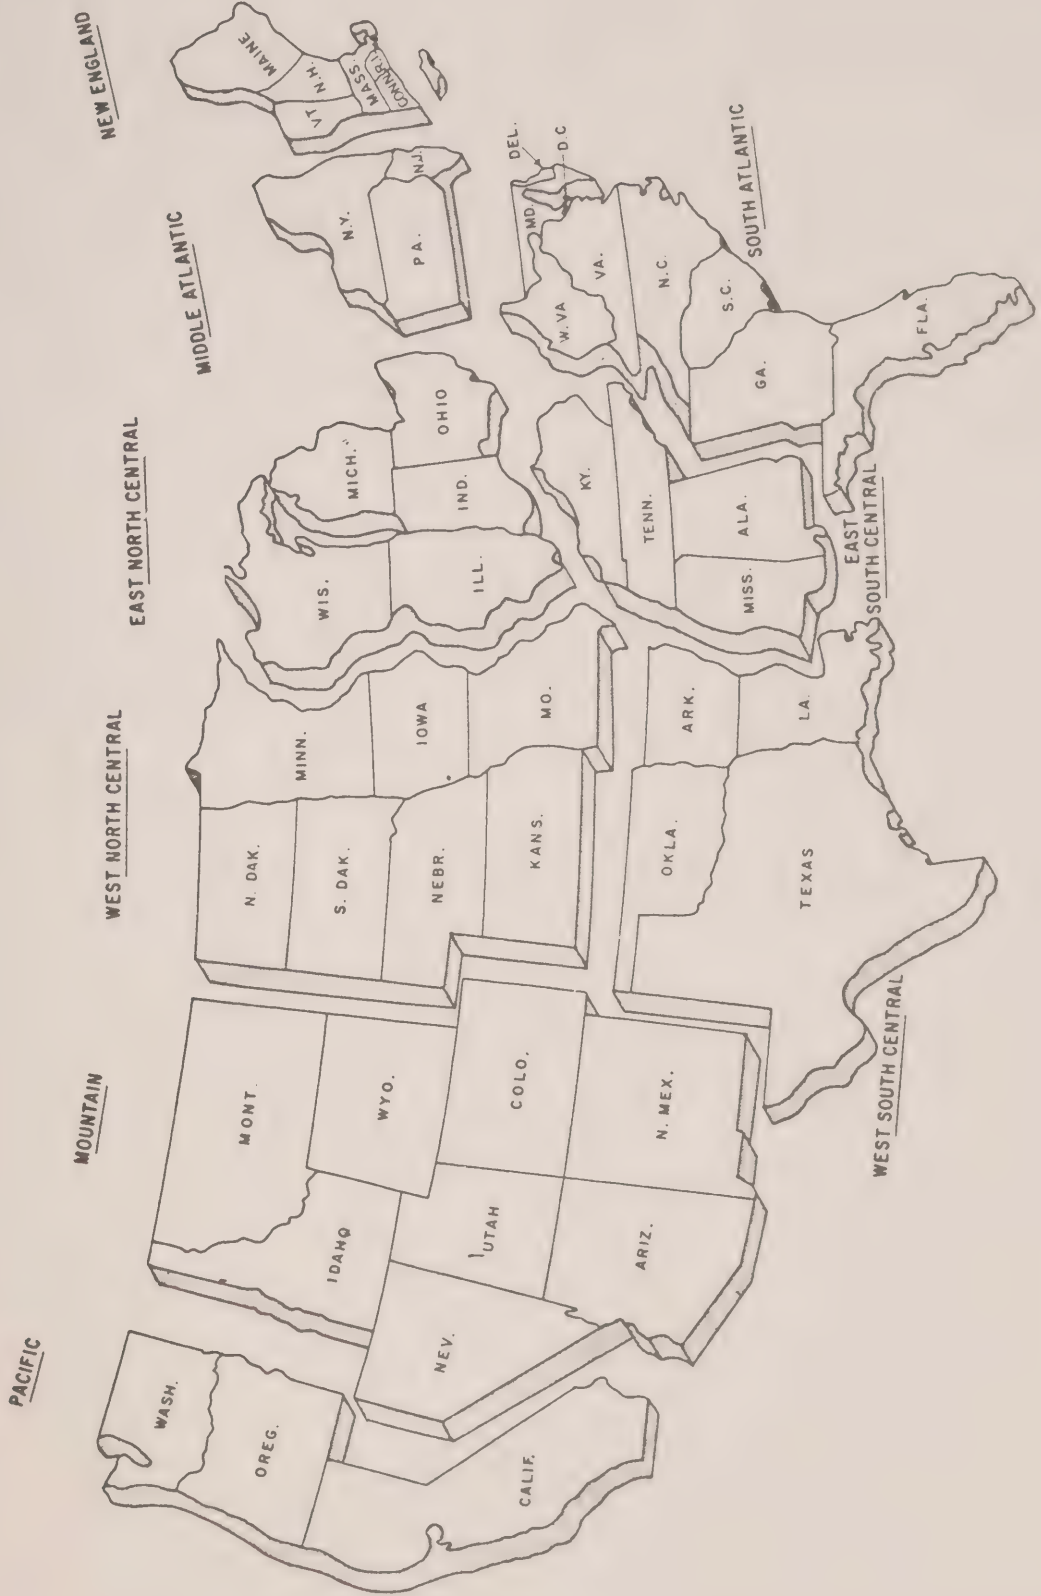 PACIFIC
WASH.
OREG.
CALIF.
MOUNTAIN
MONT.
IDAHO
WYO.
NEV.
UTAH
COLO.
ARIZ.
N. MEX.
WEST NORTH CENTRAL
N. DAK.
S. DAK.
NEBR.
KANS.
MINN.
IOWA
MO.
WEST SOUTH CENTRAL
OKLA.
TEXAS
ARK.
LA.
EAST NORTH CENTRAL
WIS.
MICH.
ILL.
IND.
OHIO
EAST
SOUTH CENTRAL
KY.
TENN.
MISS.
ALA.
MIDDLE ATLANTIC
N.Y.
PA.
N.J.
SOUTH ATLANTIC
DEL.
D.C
MD.
W. VA
VA.
N.C.
S.C.
GA.
FLA.
NEW ENGLAND
MAINE
N.H.
VT
MASS.
CONN.
R.I.